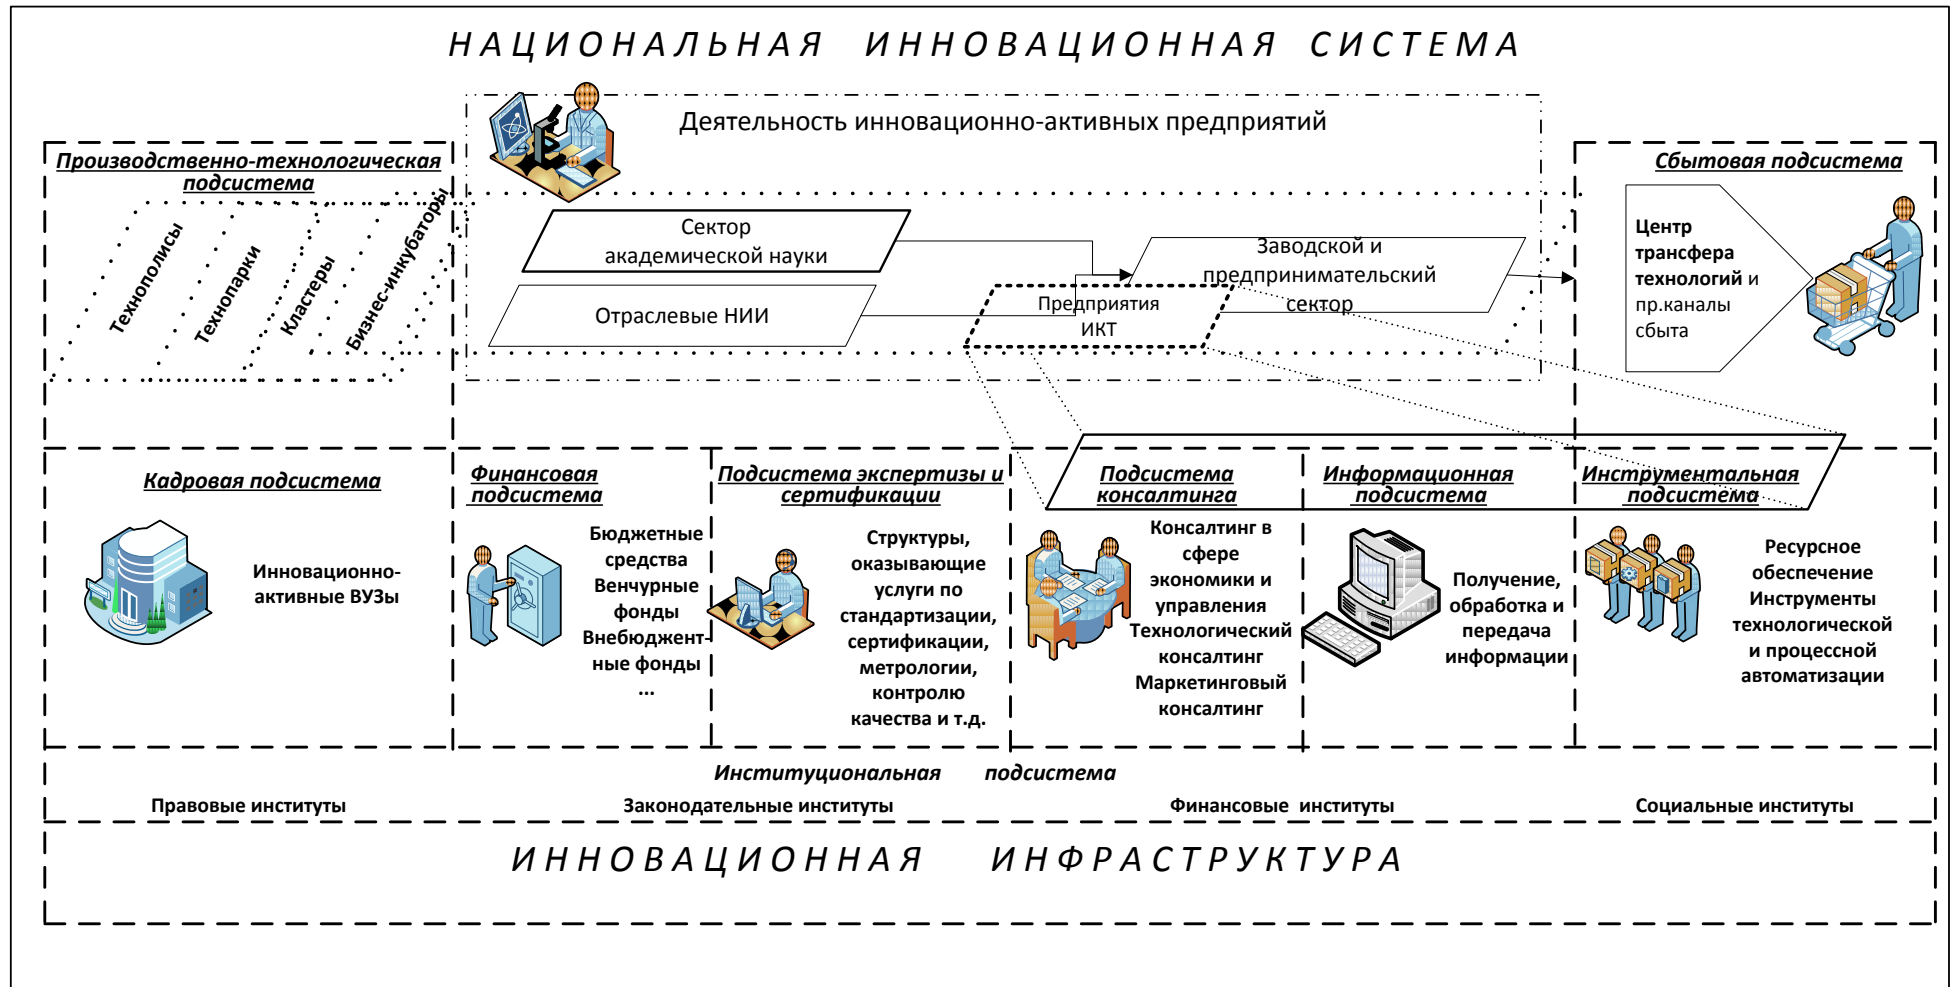 НАЦИОНАЛЬНАЯ ИННОВАЦИОННАЯ СИСТЕМА
Деятельность инновационно-активных предприятий
Производственно-технологическая
подсистема
Технополисы
Технопарки
Кластеры
Бизнес-инкубаторы
Сектор
академической науки
Отраслевые НИИ
Заводской и
предпринимательский
сектор
Предприятия
ИКТ
Сбытовая подсистема
Центр
трансфера
технологий и
пр.каналы
сбыта
Кадровая подсистема
Инновационно-
активные ВУЗы
Финансовая
подсистема
Бюджетные
средства
Венчурные
фонды
Внебюджент-
ные фонды
...
Подсистема экспертизы и
сертификации
Структуры,
оказывающие
услуги по
стандартизации,
сертификации,
метрологии,
контролю
качества и т.д.
Подсистема
консалтинга
Консалтинг в
сфере
экономики и
управления
Технологический
консалтинг
Маркетинговый
консалтинг
Информационная
подсистема
Получение,
обработка и
передача
информации
Инструментальная
подсистема
Ресурсное
обеспечение
Инструменты
технологической
и процессной
автоматизации
Институциональная подсистема
Правовые институты
Законодательные институты
Финансовые институты
Социальные институты
ИННОВАЦИОННАЯ ИНФРАСТРУКТУРА